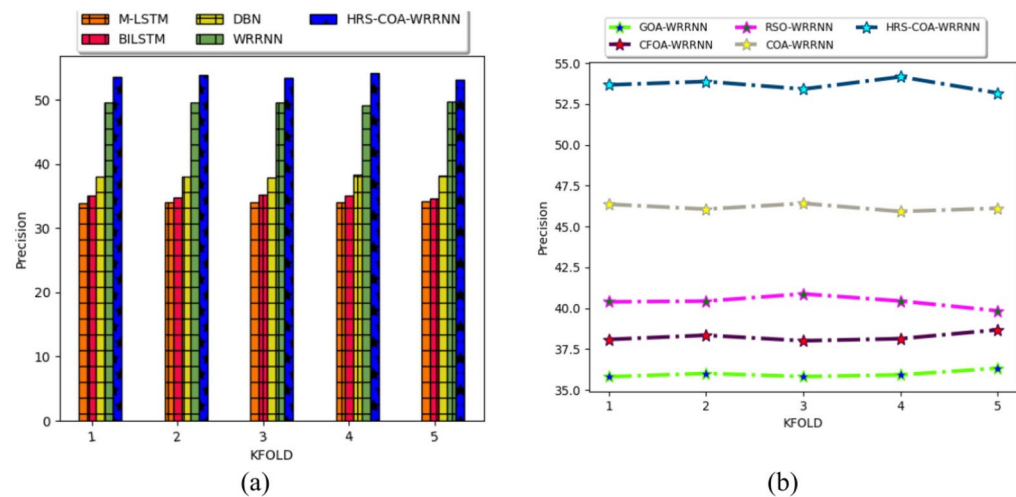 M-LSTM DBN HRS-COA-WRRNN
BILSTM WRRNN
50
40
30
20
10
0
Precision
1 2 3 4 5
KFOLD
(a)
GOA-WRRNN RSO-WRRNN HRS-COA-WRRNN
CFOA-WRRNN COA-WRRNN
55.0
52.5
50.0
47.5
45.0
42.5
40.0
37.5
35.0
Precision
1 2 3 4 5
KFOLD
(b)